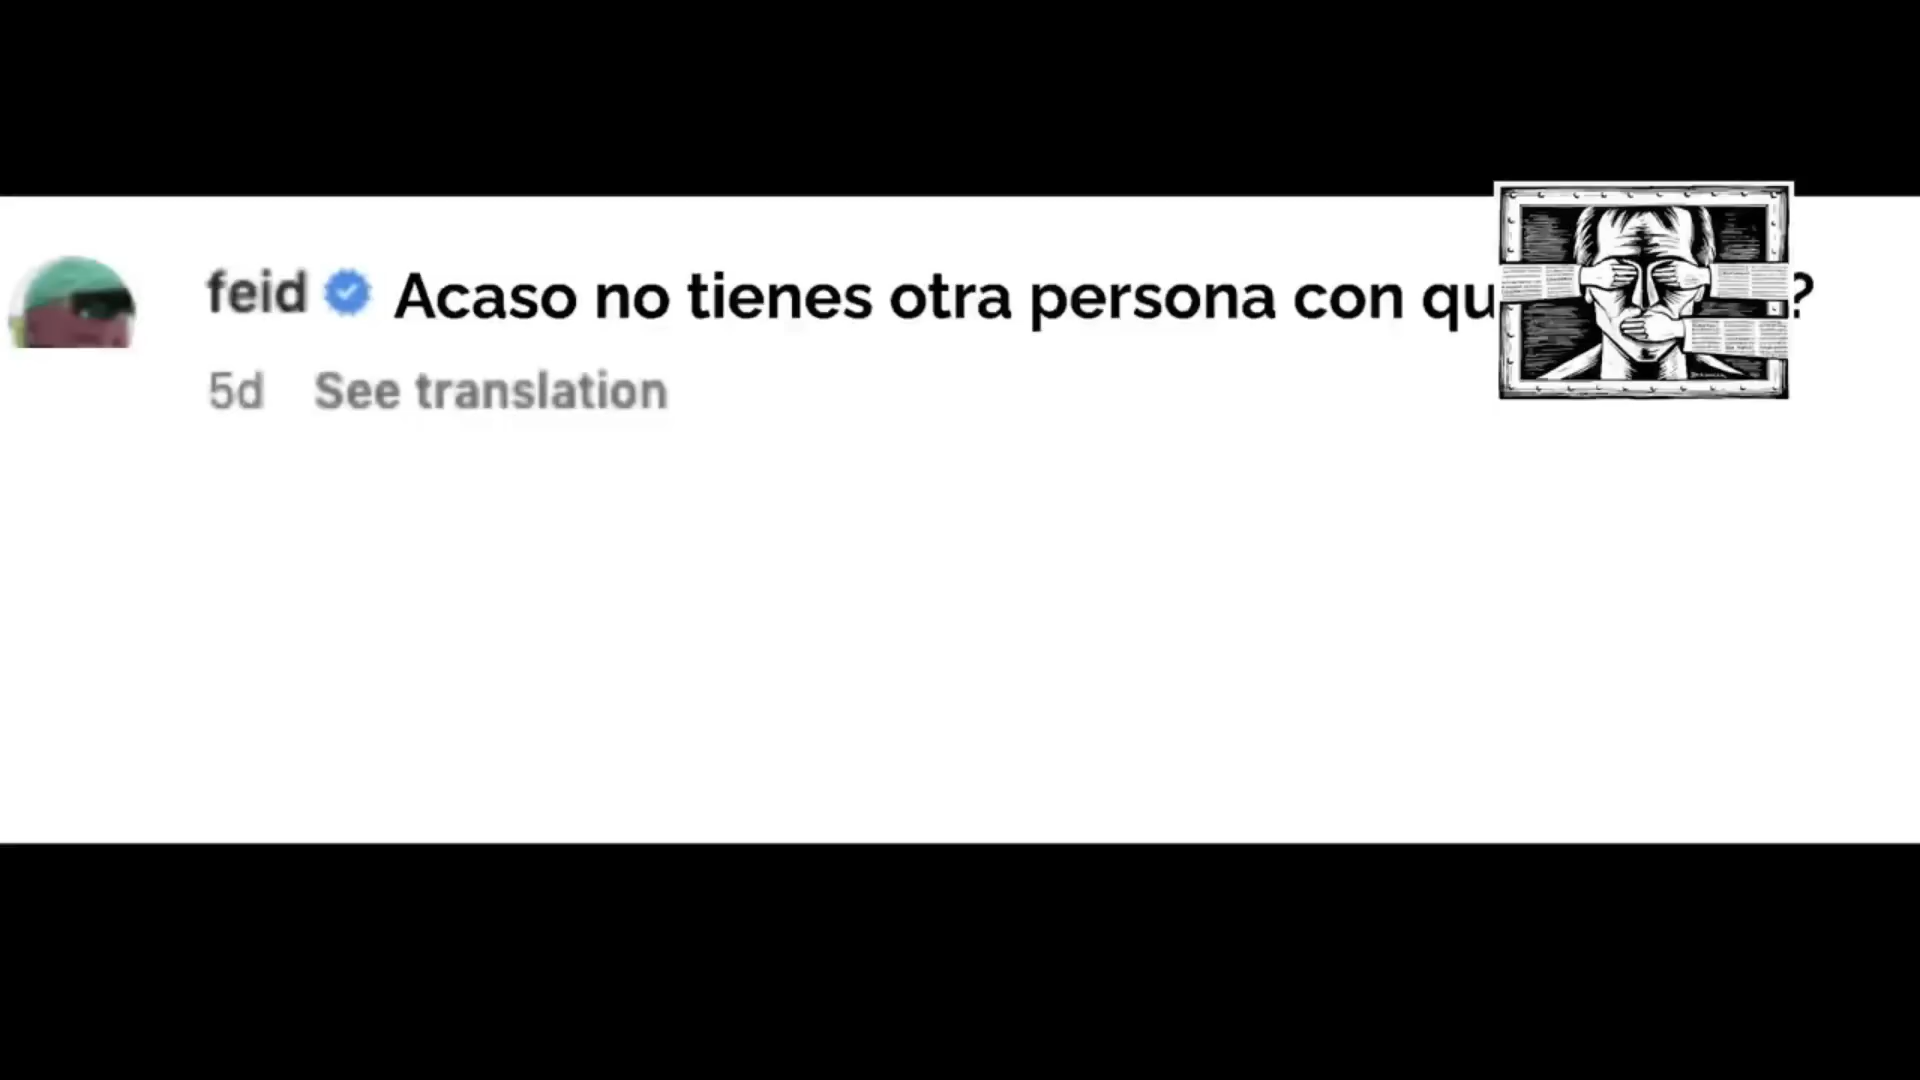 feid Acaso no tienes otra persona con qu ?
5d See translation